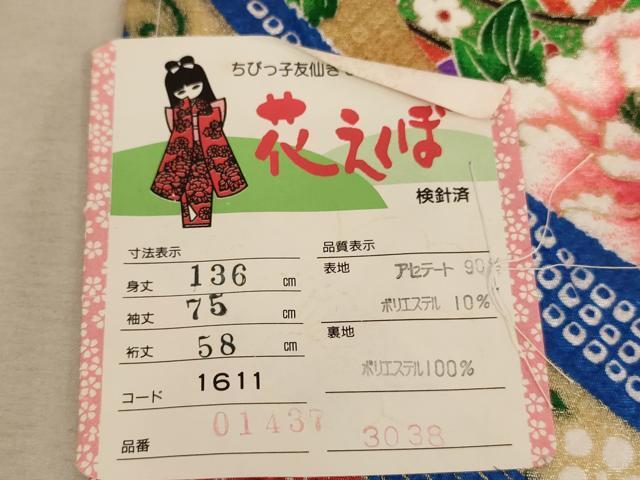 ちびっ子友仙き
花えくぼ
検針済
寸法表示
身丈 136 cm
袖丈 75 cm
裄丈 58 cm
コード 1611
品番 01437 3038
品質表示
表地 アセテート 90%
ポリエステル 10%
裏地
ポリエステル100%